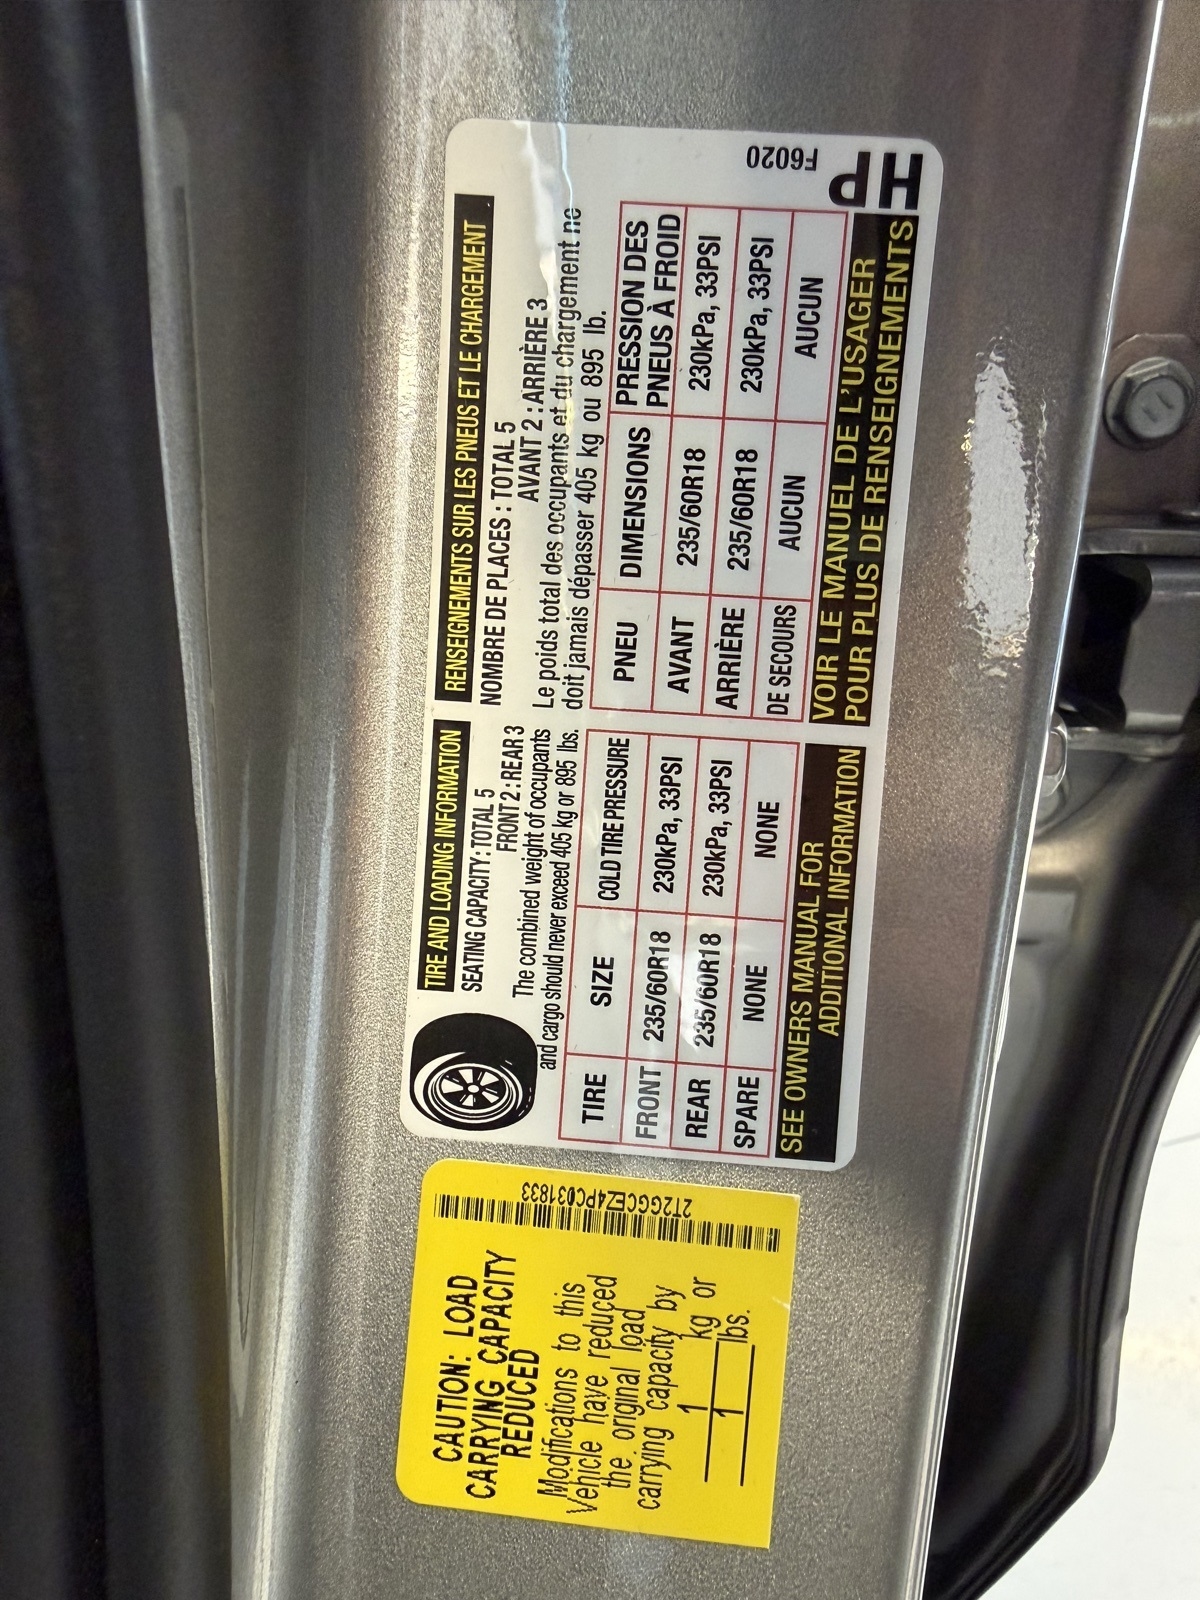 TIRE AND LOADING INFORMATION
SEATING CAPACITY : TOTAL 5
FRONT 2 : REAR 3
The combined weight of occupants
and cargo should never exceed 405 kg or 895 lbs.
TIRE SIZE COLD TIRE PRESSURE
FRONT 235/60R18 230kPa, 33PSI
REAR 235/60R18 230kPa, 33PSI
SPARE NONE NONE
SEE OWNERS MANUAL FOR
ADDITIONAL INFORMATION
RENSEIGNEMENTS SUR LES PNEUS ET LE CHARGEMENT
NOMBRE DE PLACES : TOTAL 5
AVANT 2 : ARRIÈRE 3
Le poids total des occupants et du chargement ne
doit jamais dépasser 405 kg ou 895 lb.
PNEU DIMENSIONS PRESSION DES
PNEUS À FROID
AVANT 235/60R18 230kPa, 33PSI
ARRIÈRE 235/60R18 230kPa, 33PSI
DE SECOURS AUCUN AUCUN
VOIR LE MANUEL DE L'USAGER
POUR PLUS DE RENSEIGNEMENTS
F6020
HP
CAUTION: LOAD
CARRYING CAPACITY
REDUCED
Modifications to this
Vehicle have reduced
the original load
carrying capacity by
1 kg or
1 lbs.
2T2GGCEZ4PC031833